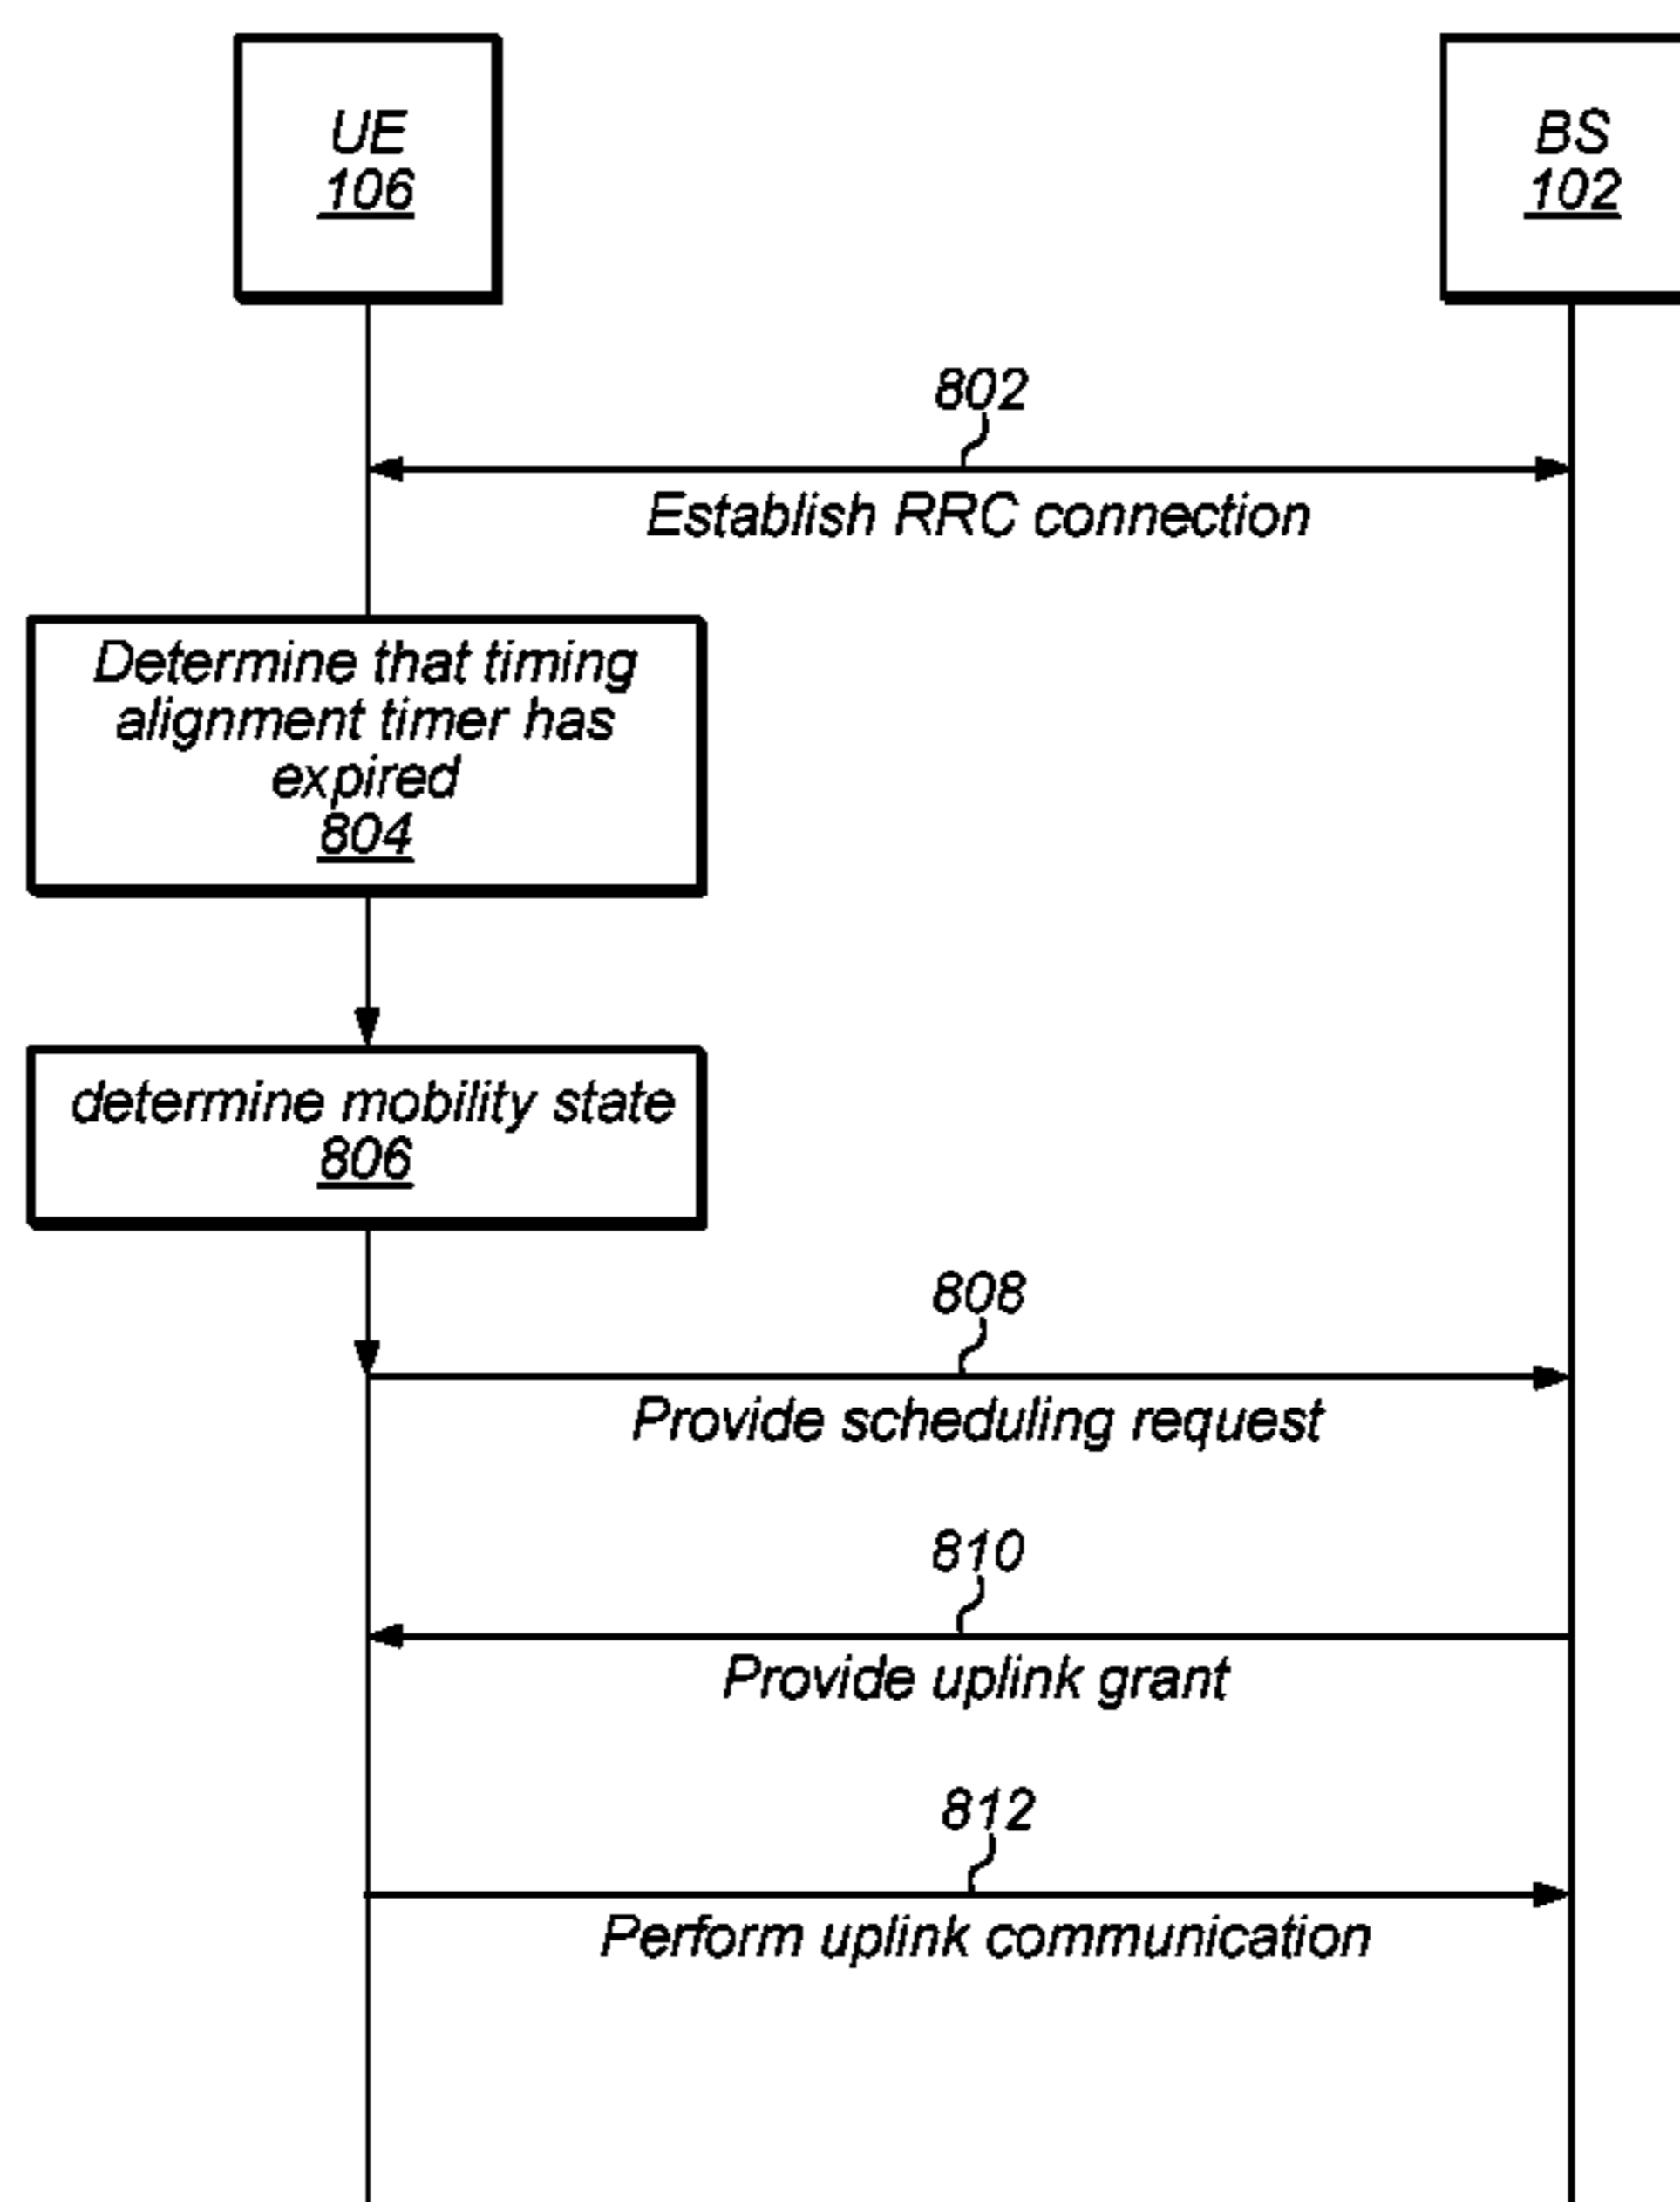 UE
106
BS
102
802
Establish RRC connection
Determine that timing
alignment timer has
expired
804
determine mobility state
806
808
Provide scheduling request
810
Provide uplink grant
812
Perform uplink communication